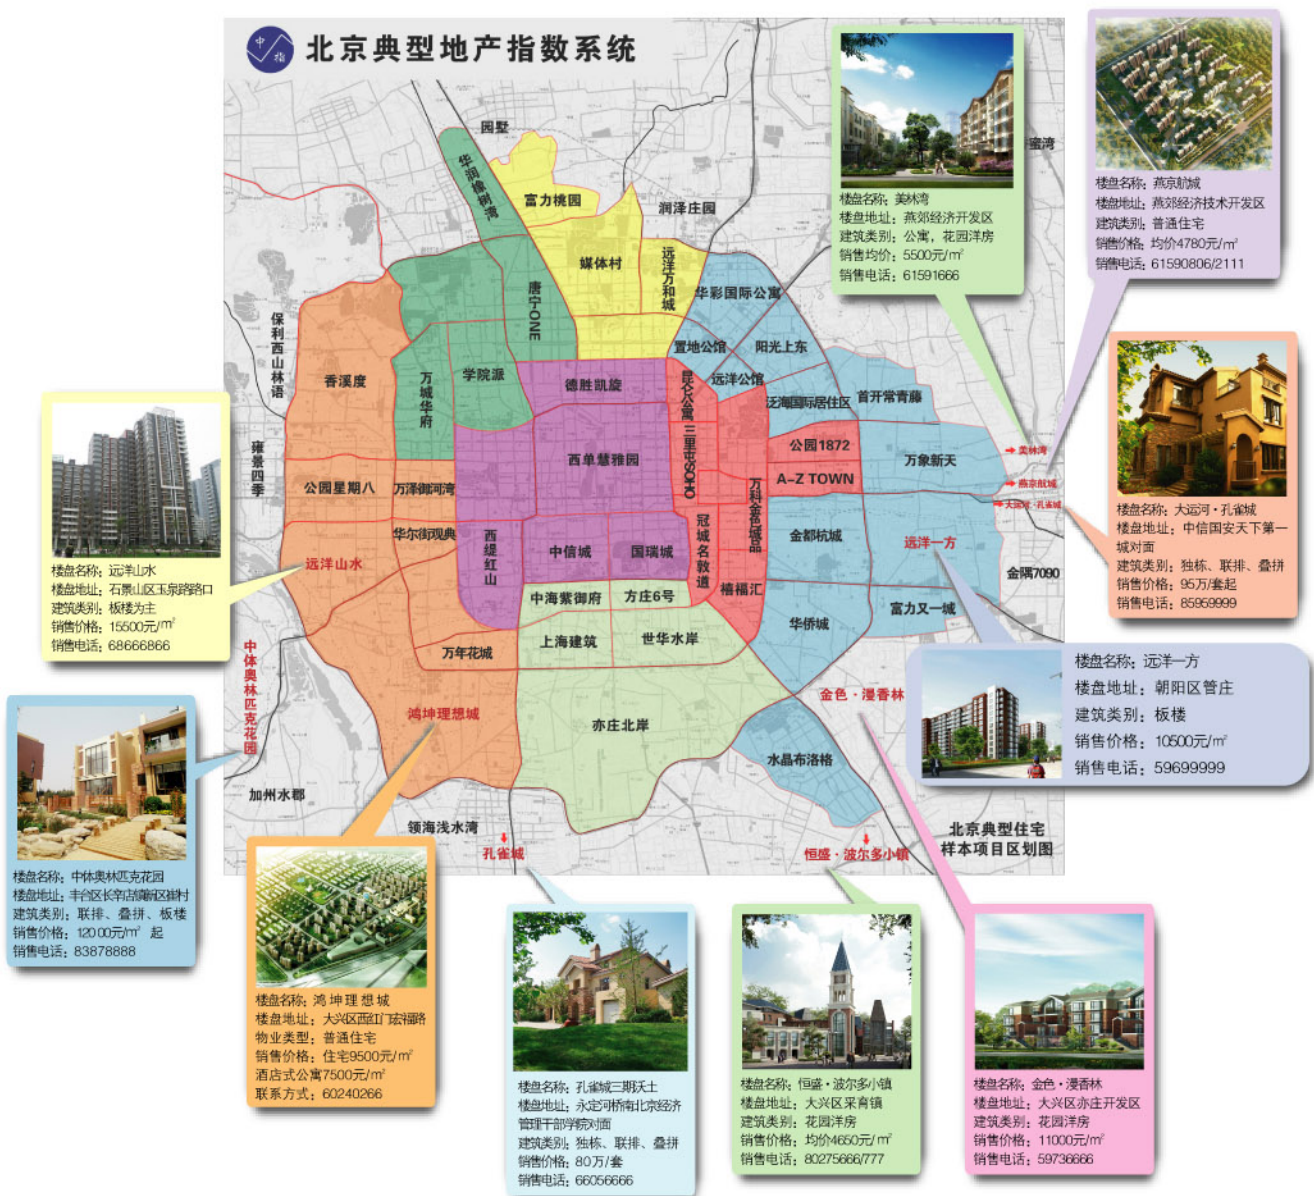 中
指
北京典型地产指数系统
园墅
华润橡树湾
富力桃园
润泽庄园
蜜湾
媒体村
远洋万和城
唐宁ONE
华彩国际公寓
保利西山林语
香溪度
万城华府
学院派
置地公馆
阳光上东
德胜凯旋
昆仑公寓
远洋公馆
泛海国际居住区
首开常青藤
雍景四季
西单慧雅园
三里屯SOHO
公园1872
万象新天
美林湾
A-Z TOWN
公园星期八
万泽御河湾
燕京航城
大运河·孔雀城
华尔街观典
西缇红山
中信城
国瑞城
冠城名敦道
万科金色城品
金都杭城
远洋一方
远洋山水
金隅7090
中海紫御府
方庄6号
禧福汇
富力又一城
万年花城
上海建筑
世华水岸
华侨城
中体奥林匹克花园
鸿坤理想城
亦庄北岸
金色·漫香林
水晶布洛格
加州水郡
领海浅水湾
孔雀城
恒盛·波尔多小镇
北京典型住宅
样本项目区划图
楼盘名称：美林湾
楼盘地址：燕郊经济开发区
建筑类别：公寓，花园洋房
销售均价：5500元/㎡
销售电话：61591666
楼盘名称：燕京航城
楼盘地址：燕郊经济技术开发区
建筑类别：普通住宅
销售价格：均价4780元/㎡
销售电话：61590806/2111
楼盘名称：大运河·孔雀城
楼盘地址：中信国安天下第一
城对面
建筑类别：独栋、联排、叠拼
销售价格：95万/套起
销售电话：85959999
楼盘名称：远洋一方
楼盘地址：朝阳区管庄
建筑类别：板楼
销售价格：10500元/㎡
销售电话：59699999
楼盘名称：远洋山水
楼盘地址：石景山区玉泉路路口
建筑类别：板楼为主
销售价格：15500元/㎡
销售电话：68666866
楼盘名称：中体奥林匹克花园
楼盘地址：丰台区长辛店镇新区崔村
建筑类别：联排、叠拼、板楼
销售价格：12000元/㎡ 起
销售电话：83878888
楼盘名称：鸿坤理想城
楼盘地址：大兴区西红门宏福路
物业类型：普通住宅
销售价格：住宅9500元/㎡
酒店式公寓7500元/㎡
联系方式：60240266
楼盘名称：孔雀城三期沃土
楼盘地址：永定河桥南北京经济
管理干部学院对面
建筑类别：独栋、联排、叠拼
销售价格：80万/套
销售电话：66056666
楼盘名称：恒盛·波尔多小镇
楼盘地址：大兴区采育镇
建筑类别：花园洋房
销售价格：均价4650元/㎡
销售电话：80275666/777
楼盘名称：金色·漫香林
楼盘地址：大兴区亦庄开发区
建筑类别：花园洋房
销售价格：11000元/㎡
销售电话：59736666